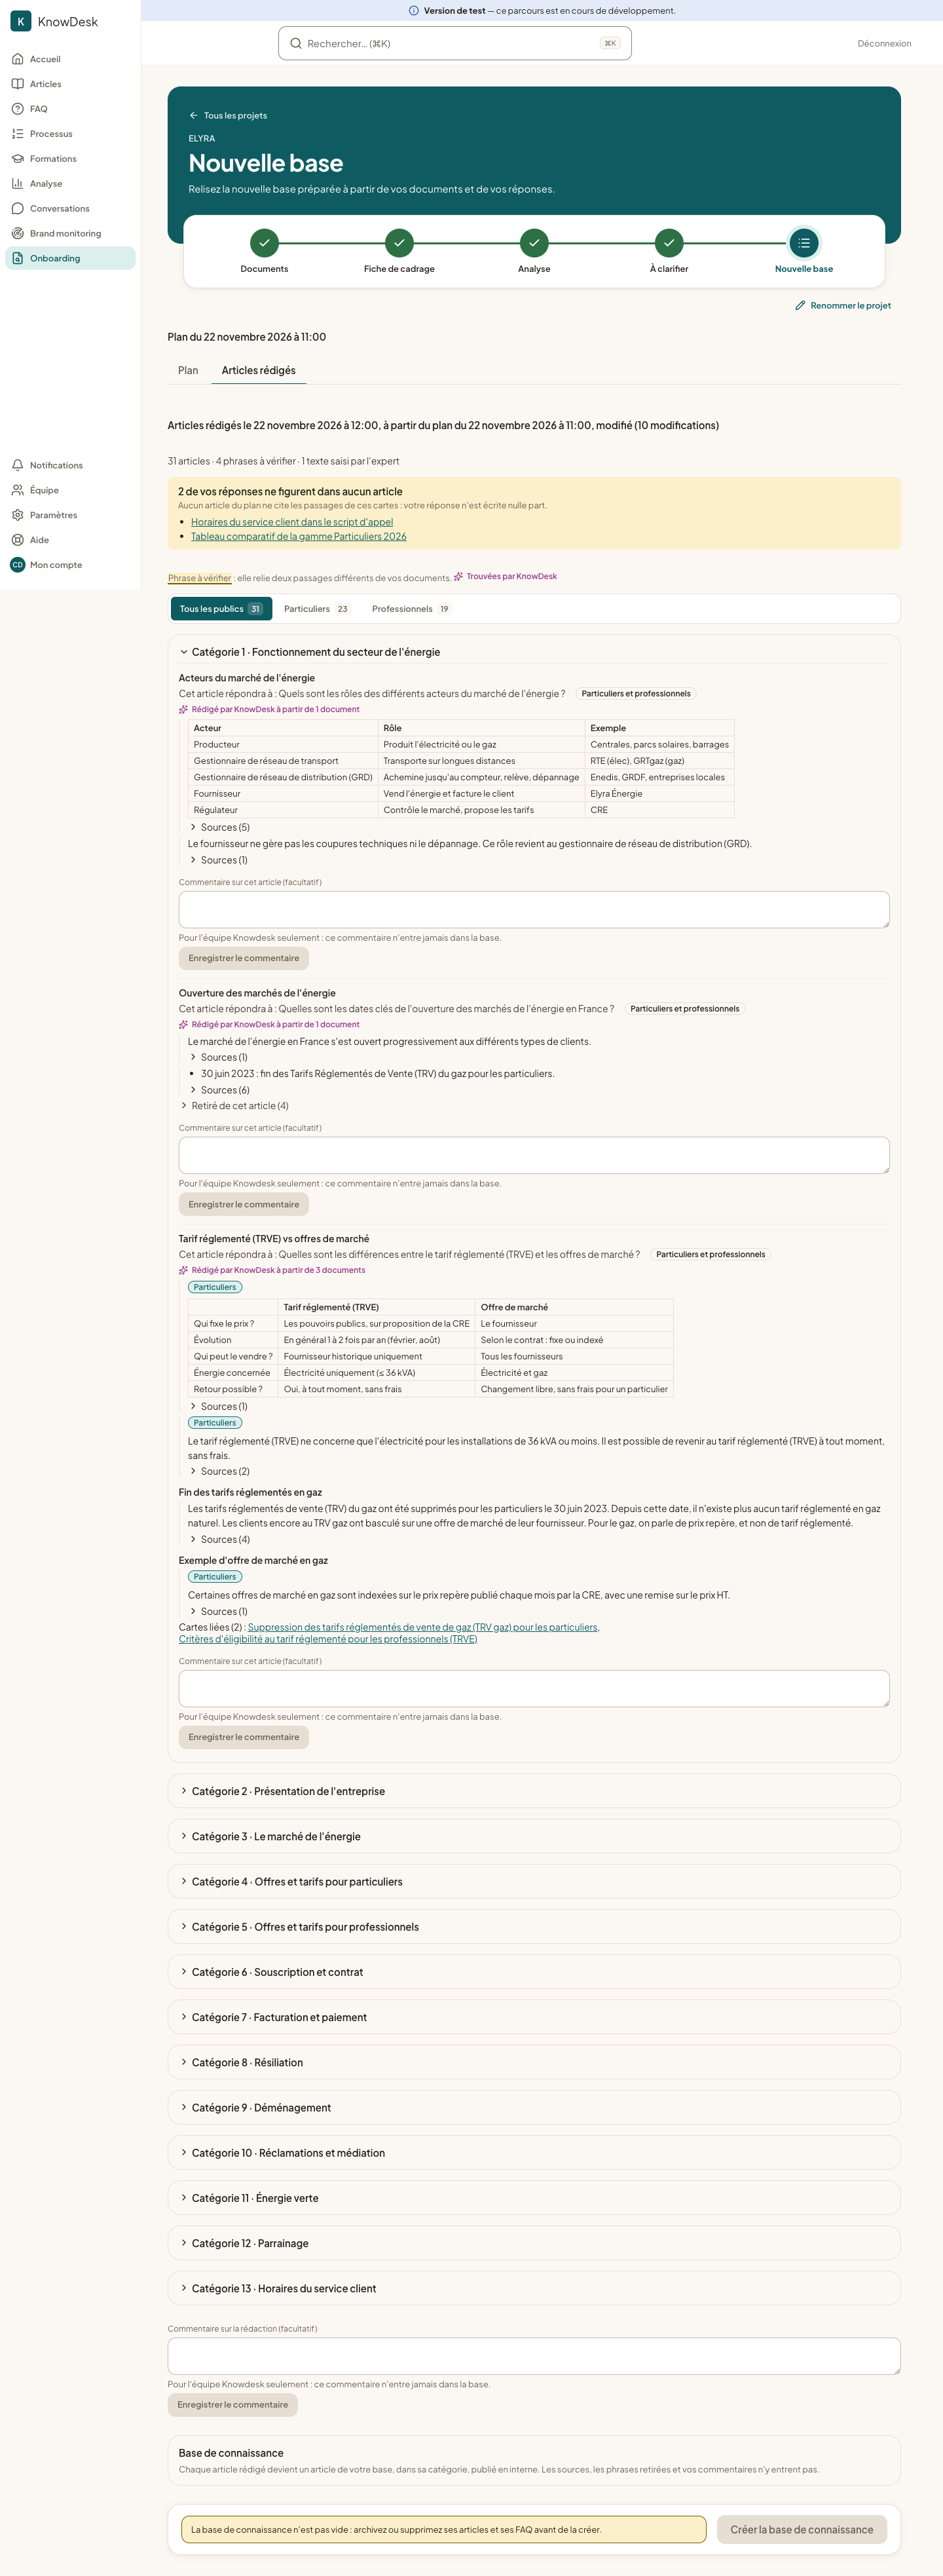 K KnowDesk
Accueil
Articles
FAQ
Processus
Formations
Analyse
Conversations
Brand monitoring
Onboarding
Notifications
Équipe
Paramètres
Aide
CD Mon compte
Version de test — ce parcours est en cours de développement.
Rechercher... (⌘K) ⌘K
Déconnexion
Tous les projets
ELYRA
Nouvelle base
Relisez la nouvelle base préparée à partir de vos documents et de vos réponses.
Documents Fiche de cadrage Analyse À clarifier Nouvelle base
Renommer le projet
Plan du 22 novembre 2026 à 11:00
Plan Articles rédigés
Articles rédigés le 22 novembre 2026 à 12:00, à partir du plan du 22 novembre 2026 à 11:00, modifié (10 modifications)
31 articles · 4 phrases à vérifier · 1 texte saisi par l'expert
2 de vos réponses ne figurent dans aucun article
Aucun article du plan ne cite les passages de ces cartes : votre réponse n'est écrite nulle part.
• Horaires du service client dans le script d'appel
• Tableau comparatif de la gamme Particuliers 2026
Phrase à vérifier : elle relie deux passages différents de vos documents. Trouvées par KnowDesk
Tous les publics 31 Particuliers 23 Professionnels 19
Catégorie 1 · Fonctionnement du secteur de l'énergie
Acteurs du marché de l'énergie
Cet article répondra à : Quels sont les rôles des différents acteurs du marché de l'énergie ? Particuliers et professionnels
Rédigé par KnowDesk à partir de 1 document
Acteur Rôle Exemple
Producteur Produit l'électricité ou le gaz Centrales, parcs solaires, barrages
Gestionnaire de réseau de transport Transporte sur longues distances RTE (élec), GRTgaz (gaz)
Gestionnaire de réseau de distribution (GRD) Achemine jusqu'au compteur, relève, dépannage Enedis, GRDF, entreprises locales
Fournisseur Vend l'énergie et facture le client Elyra Énergie
Régulateur Contrôle le marché, propose les tarifs CRE
Sources (5)
Le fournisseur ne gère pas les coupures techniques ni le dépannage. Ce rôle revient au gestionnaire de réseau de distribution (GRD).
Sources (1)
Commentaire sur cet article (facultatif)
Pour l'équipe Knowdesk seulement : ce commentaire n'entre jamais dans la base.
Enregistrer le commentaire
Ouverture des marchés de l'énergie
Cet article répondra à : Quelles sont les dates clés de l'ouverture des marchés de l'énergie en France ? Particuliers et professionnels
Rédigé par KnowDesk à partir de 1 document
Le marché de l'énergie en France s'est ouvert progressivement aux différents types de clients.
Sources (1)
• 30 juin 2023 : fin des Tarifs Réglementés de Vente (TRV) du gaz pour les particuliers.
Sources (6)
Retiré de cet article (4)
Commentaire sur cet article (facultatif)
Pour l'équipe Knowdesk seulement : ce commentaire n'entre jamais dans la base.
Enregistrer le commentaire
Tarif réglementé (TRVE) vs offres de marché
Cet article répondra à : Quelles sont les différences entre le tarif réglementé (TRVE) et les offres de marché ? Particuliers et professionnels
Rédigé par KnowDesk à partir de 3 documents
Particuliers
Tarif réglementé (TRVE) Offre de marché
Qui fixe le prix ? Les pouvoirs publics, sur proposition de la CRE Le fournisseur
Évolution En général 1 à 2 fois par an (février, août) Selon le contrat : fixe ou indexé
Qui peut le vendre ? Fournisseur historique uniquement Tous les fournisseurs
Énergie concernée Électricité uniquement (≤ 36 kVA) Électricité et gaz
Retour possible ? Oui, à tout moment, sans frais Changement libre, sans frais pour un particulier
Sources (1)
Particuliers
Le tarif réglementé (TRVE) ne concerne que l'électricité pour les installations de 36 kVA ou moins. Il est possible de revenir au tarif réglementé (TRVE) à tout moment,
sans frais.
Sources (2)
Fin des tarifs réglementés en gaz
Les tarifs réglementés de vente (TRV) du gaz ont été supprimés pour les particuliers le 30 juin 2023. Depuis cette date, il n'existe plus aucun tarif réglementé en gaz
naturel. Les clients encore au TRV gaz ont basculé sur une offre de marché de leur fournisseur. Pour le gaz, on parle de prix repère, et non de tarif réglementé.
Sources (4)
Exemple d'offre de marché en gaz
Particuliers
Certaines offres de marché en gaz sont indexées sur le prix repère publié chaque mois par la CRE, avec une remise sur le prix HT.
Sources (1)
Cartes liées (2) : Suppression des tarifs réglementés de vente de gaz (TRV gaz) pour les particuliers,
Critères d'éligibilité au tarif réglementé pour les professionnels (TRVE)
Commentaire sur cet article (facultatif)
Pour l'équipe Knowdesk seulement : ce commentaire n'entre jamais dans la base.
Enregistrer le commentaire
Catégorie 2 · Présentation de l'entreprise
Catégorie 3 · Le marché de l'énergie
Catégorie 4 · Offres et tarifs pour particuliers
Catégorie 5 · Offres et tarifs pour professionnels
Catégorie 6 · Souscription et contrat
Catégorie 7 · Facturation et paiement
Catégorie 8 · Résiliation
Catégorie 9 · Déménagement
Catégorie 10 · Réclamations et médiation
Catégorie 11 · Énergie verte
Catégorie 12 · Parrainage
Catégorie 13 · Horaires du service client
Commentaire sur la rédaction (facultatif)
Pour l'équipe Knowdesk seulement : ce commentaire n'entre jamais dans la base.
Enregistrer le commentaire
Base de connaissance
Chaque article rédigé devient un article de votre base, dans sa catégorie, publié en interne. Les sources, les phrases retirées et vos commentaires n'y entrent pas.
La base de connaissance n'est pas vide : archivez ou supprimez ses articles et ses FAQ avant de la créer.
Créer la base de connaissance